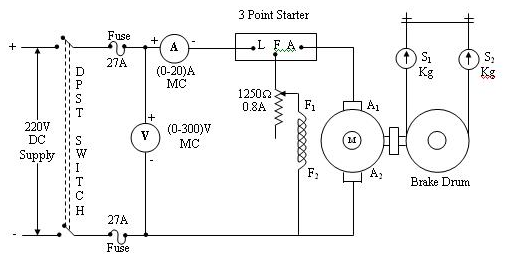 3 Point Starter
Fuse
27A
+ A -
(0-20)A
MC
L F A
S1
Kg
S2
Kg
+
DPST SWITCH
1250Ω
0.8A
F1
A1
220V
DC
Supply
+
V
-
(0-300)V
MC
M
F2
A2
Brake Drum
27A
Fuse
-